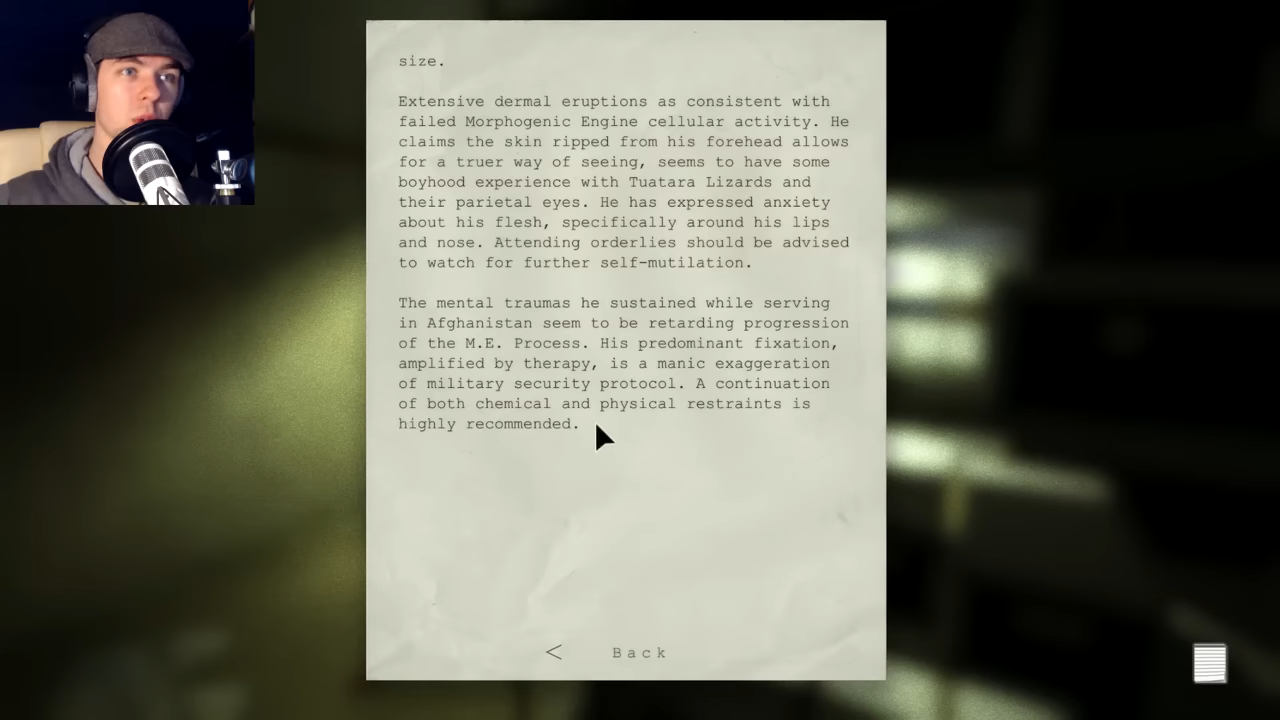 size.
Extensive dermal eruptions as consistent with
failed Morphogenic Engine cellular activity. He
claims the skin ripped from his forehead allows
for a truer way of seeing, seems to have some
boyhood experience with Tuatara Lizards and
their parietal eyes. He has expressed anxiety
about his flesh, specifically around his lips
and nose. Attending orderlies should be advised
to watch for further self-mutilation.
The mental traumas he sustained while serving
in Afghanistan seem to be retarding progression
of the M.E. Process. His predominant fixation,
amplified by therapy, is a manic exaggeration
of military security protocol. A continuation
of both chemical and physical restraints is
highly recommended.
< Back